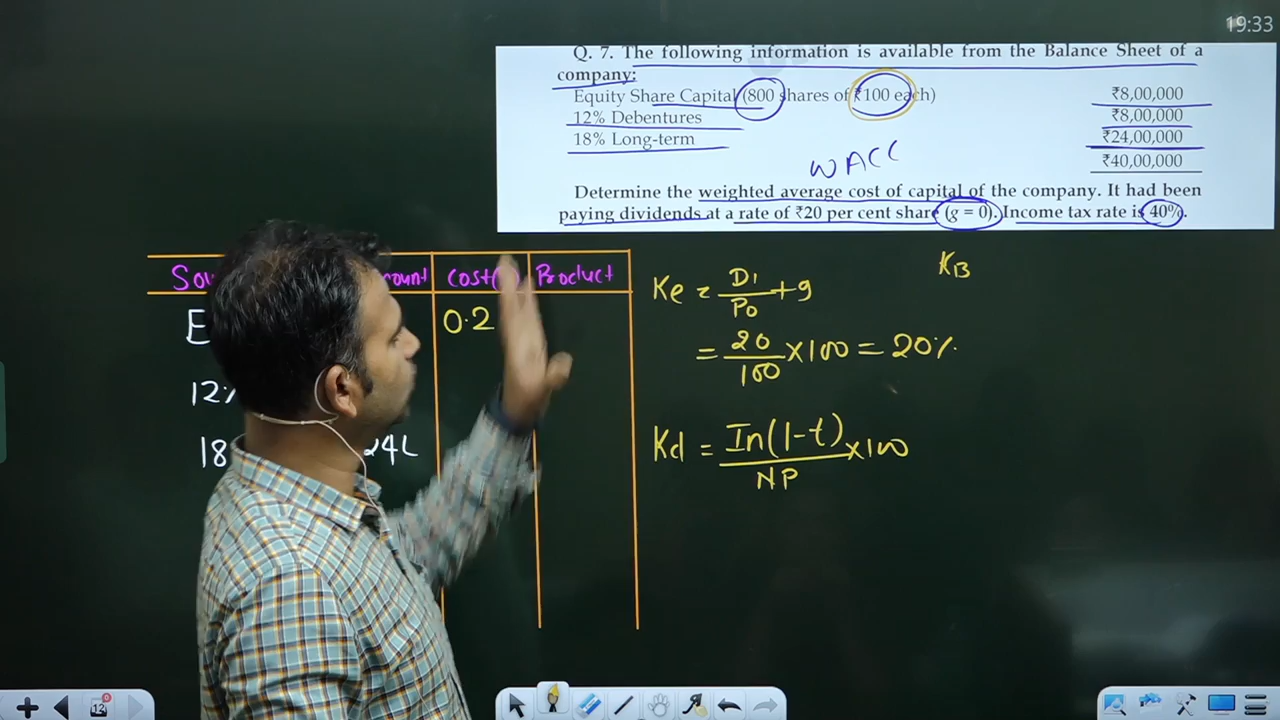 19:33
Q. 7. The following information is available from the Balance Sheet of a
company:
Equity Share Capital (800 shares of ₹100 each) ₹8,00,000
12% Debentures ₹8,00,000
18% Long-term ₹24,00,000
₹40,00,000
WACC
Determine the weighted average cost of capital of the company. It had been
paying dividends at a rate of ₹20 per cent share (g = 0). Income tax rate is 40%.
Cost( Product
0.2
12%
18
24L
Ke = D1/P0 + g
= 20/100 × 100 = 20%
KB
Kd = In(1-t)/NP × 100
12